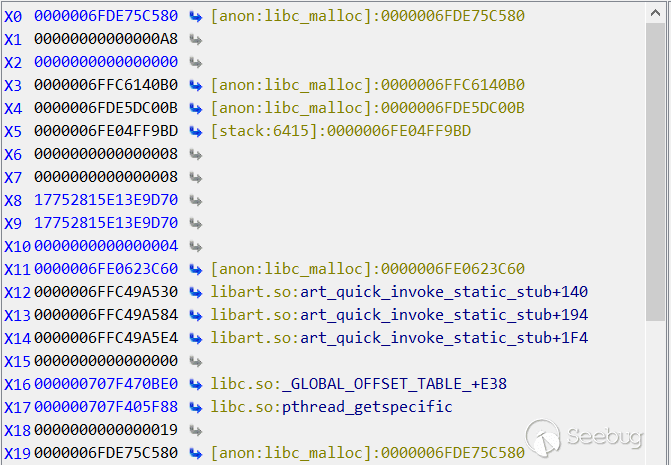 X0 0000006FDE75C580 [anon:libc_malloc]:0000006FDE75C580
X1 00000000000000A8
X2 0000000000000000
X3 0000006FFC6140B0 [anon:libc_malloc]:0000006FFC6140B0
X4 0000006FDE5DC00B [anon:libc_malloc]:0000006FDE5DC00B
X5 0000006FE04FF9BD [stack:6415]:0000006FE04FF9BD
X6 0000000000000008
X7 0000000000000008
X8 17752815E13E9D70
X9 17752815E13E9D70
X10 0000000000000004
X11 0000006FE0623C60 [anon:libc_malloc]:0000006FE0623C60
X12 0000006FFC49A530 libart.so:art_quick_invoke_static_stub+140
X13 0000006FFC49A584 libart.so:art_quick_invoke_static_stub+194
X14 0000006FFC49A5E4 libart.so:art_quick_invoke_static_stub+1F4
X15 0000000000000000
X16 000000707F470BE0 libc.so:_GLOBAL_OFFSET_TABLE_+E38
X17 000000707F405F88 libc.so:pthread_getspecific
X18 0000000000000019
X19 0000006FDE75C580 [anon:libc_malloc]:0000006FDE75C580
Seebug